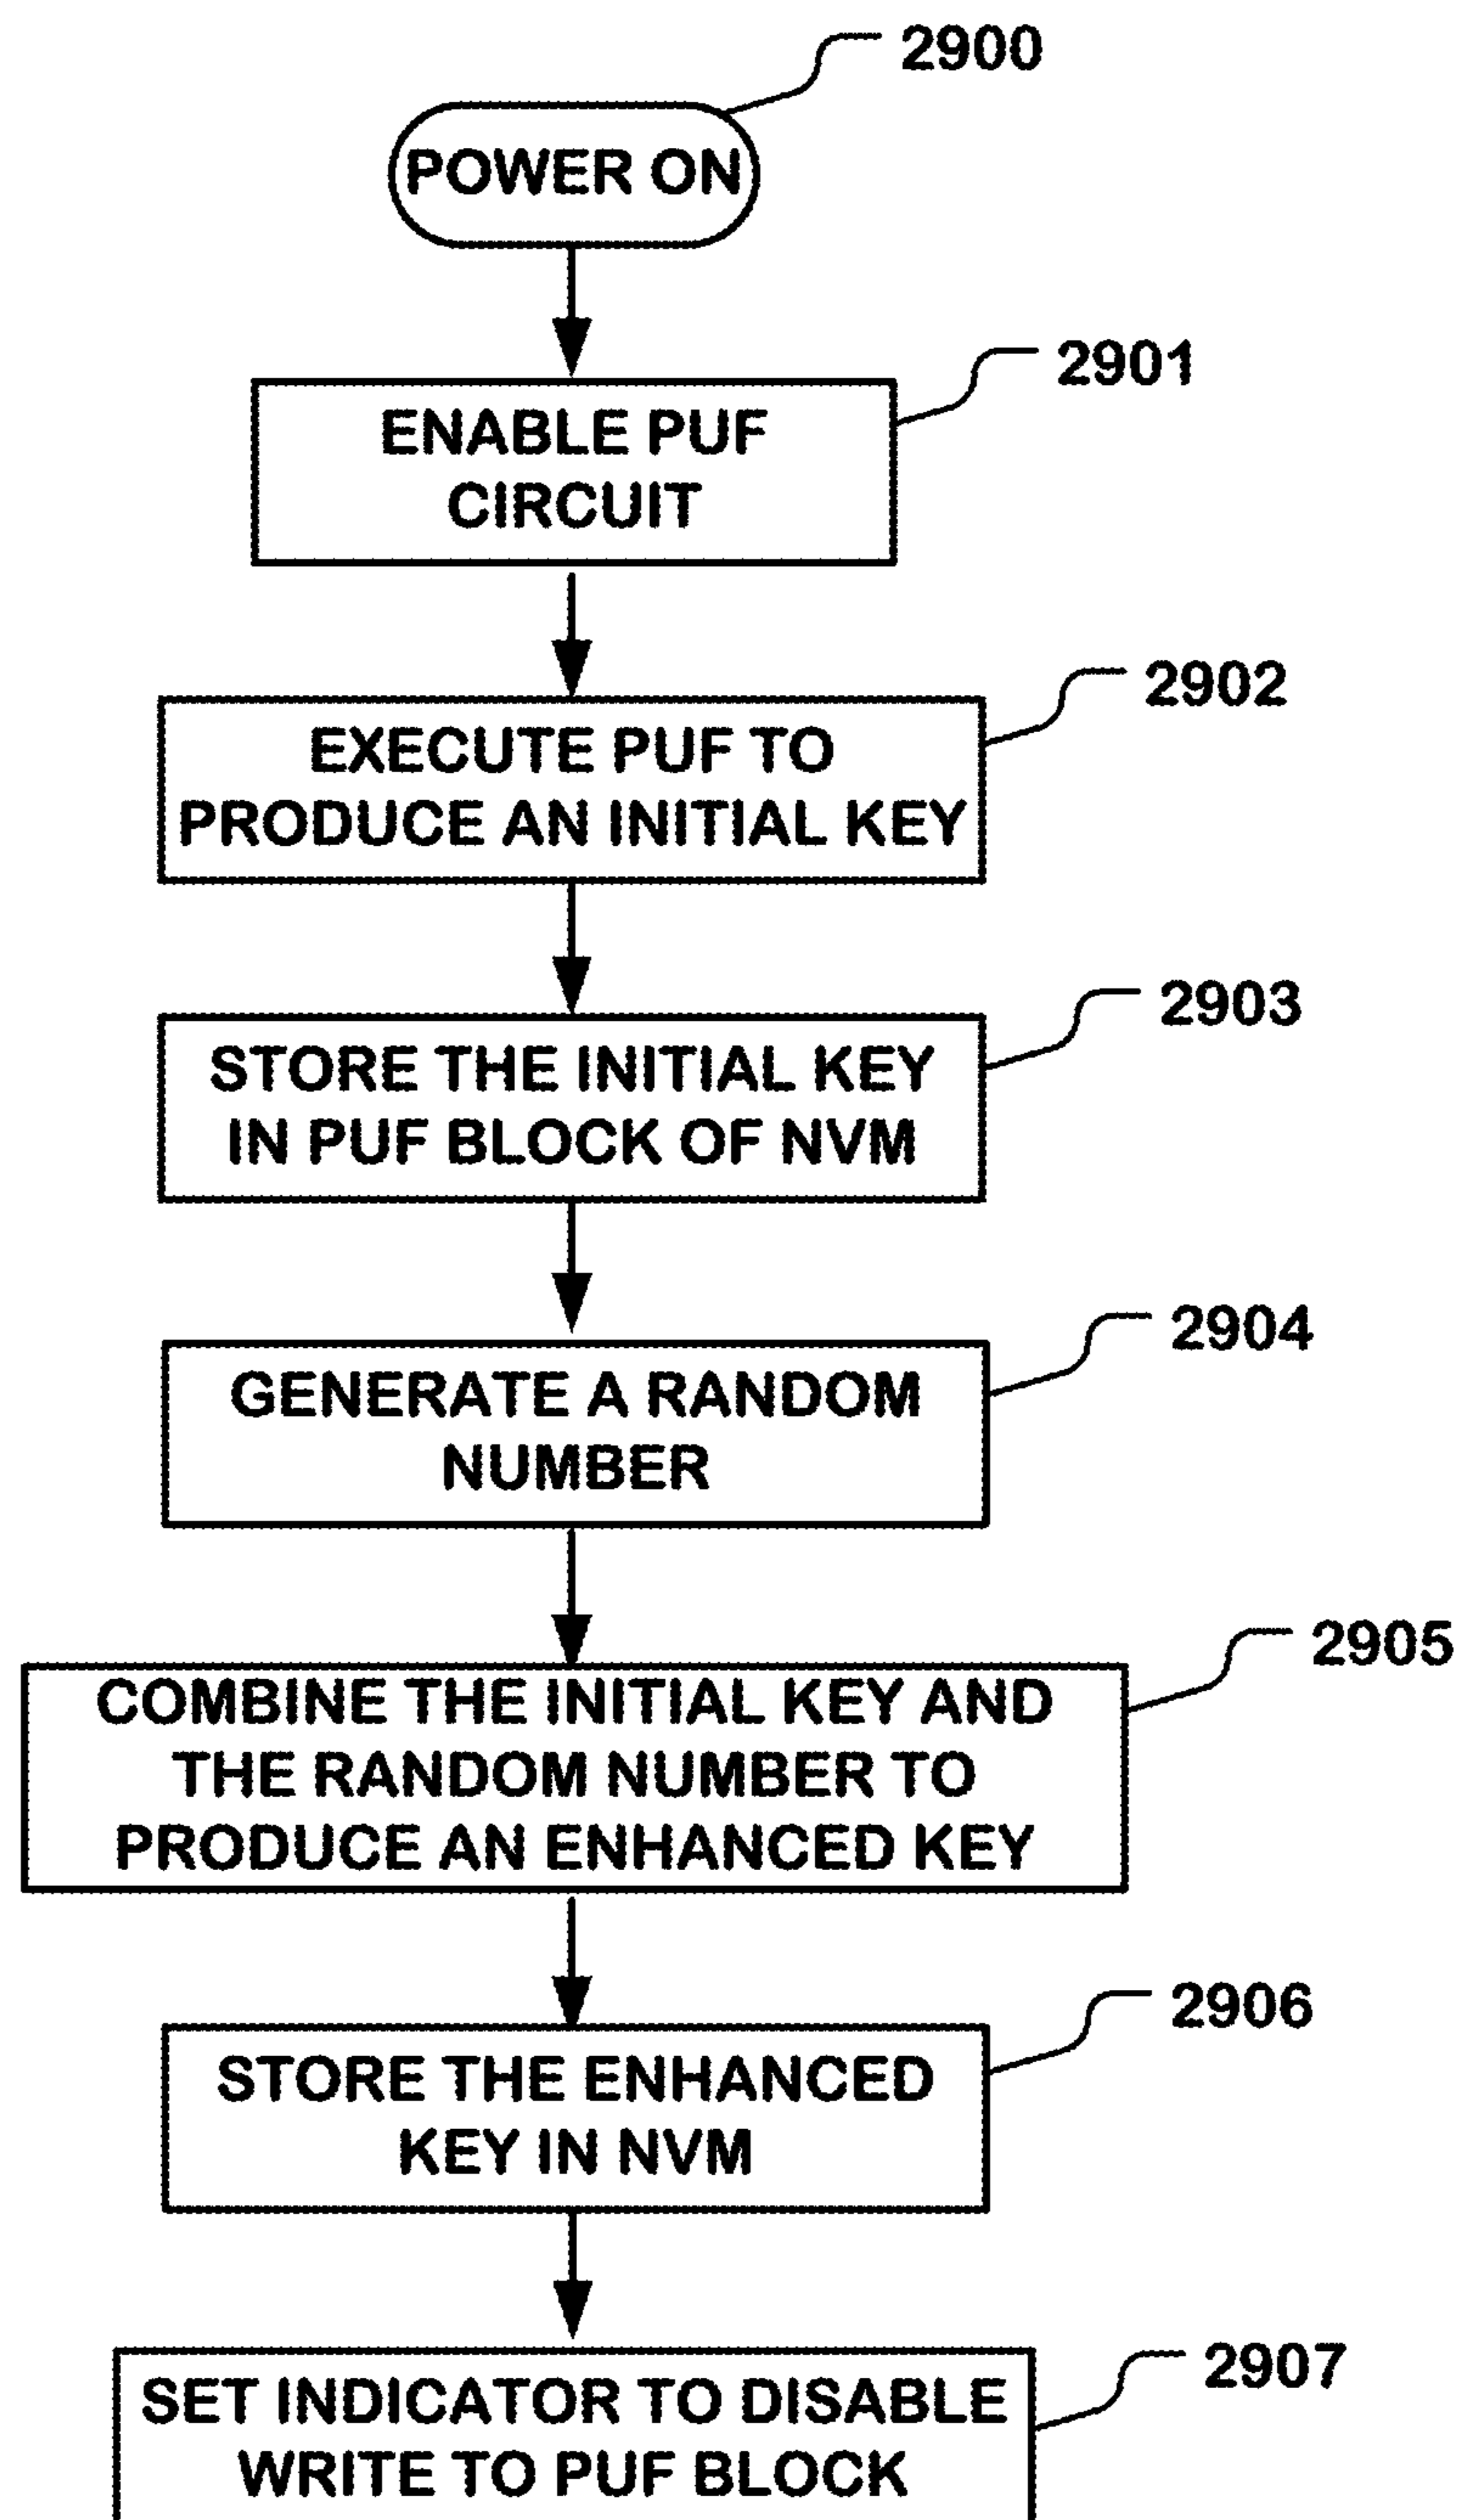 2900
POWER ON
2901
ENABLE PUF
CIRCUIT
2902
EXECUTE PUF TO
PRODUCE AN INITIAL KEY
2903
STORE THE INITIAL KEY
IN PUF BLOCK OF NVM
2904
GENERATE A RANDOM
NUMBER
2905
COMBINE THE INITIAL KEY AND
THE RANDOM NUMBER TO
PRODUCE AN ENHANCED KEY
2906
STORE THE ENHANCED
KEY IN NVM
2907
SET INDICATOR TO DISABLE
WRITE TO PUF BLOCK